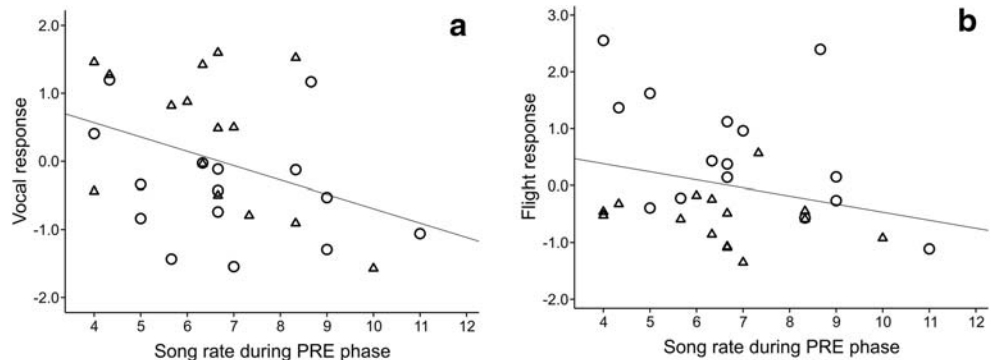 a
2.0
1.0
0.0
-1.0
-2.0
Vocal response
4 5 6 7 8 9 10 11 12
Song rate during PRE phase
b
3.0
2.0
1.0
0.0
-1.0
-2.0
Flight response
4 5 6 7 8 9 10 11 12
Song rate during PRE phase